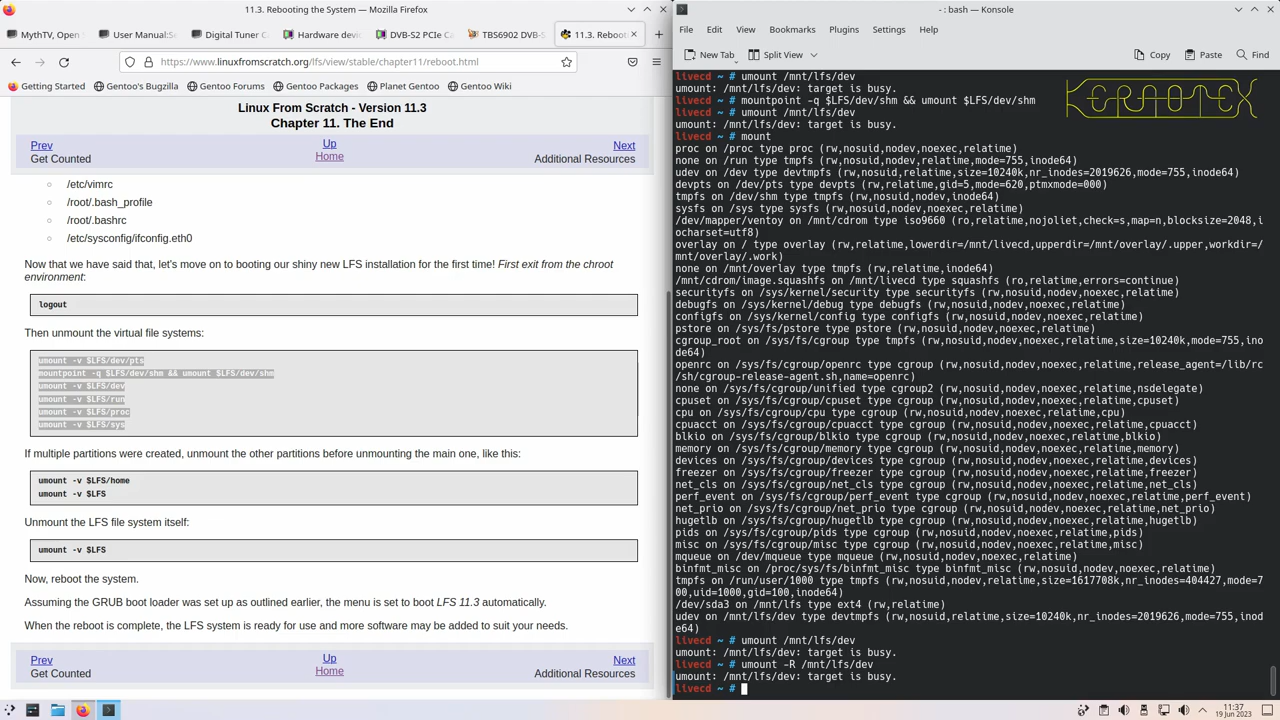 11.3. Rebooting the System — Mozilla Firefox
MythTV, Open
User Manual:Se
Digital Tuner C
Hardware devi
DVB-S2 PCIe C
TBS6902 DVB-
11.3. Reboot
https://www.linuxfromscratch.org/lfs/view/stable/chapter11/reboot.html
Getting Started
Gentoo's Bugzilla
Gentoo Forums
Gentoo Packages
Planet Gentoo
Gentoo Wiki
Linux From Scratch - Version 11.3
Chapter 11. The End
Prev
Up
Next
Get Counted
Home
Additional Resources
/etc/vimrc
/root/.bash_profile
/root/.bashrc
/etc/sysconfig/ifconfig.eth0
Now that we have said that, let's move on to booting our shiny new LFS installation for the first time! First exit from the chroot
environment:
logout
Then unmount the virtual file systems:
umount -v $LFS/dev/pts
mountpoint -q $LFS/dev/shm && umount $LFS/dev/shm
umount -v $LFS/dev
umount -v $LFS/run
umount -v $LFS/proc
umount -v $LFS/sys
If multiple partitions were created, unmount the other partitions before unmounting the main one, like this:
umount -v $LFS/home
umount -v $LFS
Unmount the LFS file system itself:
umount -v $LFS
Now, reboot the system.
Assuming the GRUB boot loader was set up as outlined earlier, the menu is set to boot LFS 11.3 automatically.
When the reboot is complete, the LFS system is ready for use and more software may be added to suit your needs.
Prev
Up
Next
Get Counted
Home
Additional Resources
- : bash — Konsole
File Edit View Bookmarks Plugins Settings Help
New Tab
Split View
Copy
Paste
Find
livecd ~ # umount /mnt/lfs/dev
umount: /mnt/lfs/dev: target is busy.
livecd ~ # mountpoint -q $LFS/dev/shm && umount $LFS/dev/shm
livecd ~ # umount /mnt/lfs/dev
umount: /mnt/lfs/dev: target is busy.
livecd ~ # mount
proc on /proc type proc (rw,nosuid,nodev,noexec,relatime)
none on /run type tmpfs (rw,nosuid,nodev,relatime,mode=755,inode64)
udev on /dev type devtmpfs (rw,nosuid,relatime,size=10240k,nr_inodes=2019626,mode=755,inode64)
devpts on /dev/pts type devpts (rw,relatime,gid=5,mode=620,ptmxmode=000)
tmpfs on /dev/shm type tmpfs (rw,nosuid,nodev,inode64)
sysfs on /sys type sysfs (rw,nosuid,nodev,noexec,relatime)
/dev/mapper/ventoy on /mnt/cdrom type iso9660 (ro,relatime,nojoliet,check=s,map=n,blocksize=2048,i
ocharset=utf8)
overlay on / type overlay (rw,relatime,lowerdir=/mnt/livecd,upperdir=/mnt/overlay/.upper,workdir=/
mnt/overlay/.work)
none on /mnt/overlay type tmpfs (rw,relatime,inode64)
/mnt/cdrom/image.squashfs on /mnt/livecd type squashfs (ro,relatime,errors=continue)
securityfs on /sys/kernel/security type securityfs (rw,nosuid,nodev,noexec,relatime)
debugfs on /sys/kernel/debug type debugfs (rw,nosuid,nodev,noexec,relatime)
configfs on /sys/kernel/config type configfs (rw,nosuid,nodev,noexec,relatime)
pstore on /sys/fs/pstore type pstore (rw,nosuid,nodev,noexec,relatime)
cgroup_root on /sys/fs/cgroup type tmpfs (rw,nosuid,nodev,noexec,relatime,size=10240k,mode=755,ino
de64)
openrc on /sys/fs/cgroup/openrc type cgroup (rw,nosuid,nodev,noexec,relatime,release_agent=/lib/rc
/sh/cgroup-release-agent.sh,name=openrc)
none on /sys/fs/cgroup/unified type cgroup2 (rw,nosuid,nodev,noexec,relatime,nsdelegate)
cpuset on /sys/fs/cgroup/cpuset type cgroup (rw,nosuid,nodev,noexec,relatime,cpuset)
cpu on /sys/fs/cgroup/cpu type cgroup (rw,nosuid,nodev,noexec,relatime,cpu)
cpuacct on /sys/fs/cgroup/cpuacct type cgroup (rw,nosuid,nodev,noexec,relatime,cpuacct)
blkio on /sys/fs/cgroup/blkio type cgroup (rw,nosuid,nodev,noexec,relatime,blkio)
memory on /sys/fs/cgroup/memory type cgroup (rw,nosuid,nodev,noexec,relatime,memory)
devices on /sys/fs/cgroup/devices type cgroup (rw,nosuid,nodev,noexec,relatime,devices)
freezer on /sys/fs/cgroup/freezer type cgroup (rw,nosuid,nodev,noexec,relatime,freezer)
net_cls on /sys/fs/cgroup/net_cls type cgroup (rw,nosuid,nodev,noexec,relatime,net_cls)
perf_event on /sys/fs/cgroup/perf_event type cgroup (rw,nosuid,nodev,noexec,relatime,perf_event)
net_prio on /sys/fs/cgroup/net_prio type cgroup (rw,nosuid,nodev,noexec,relatime,net_prio)
hugetlb on /sys/fs/cgroup/hugetlb type cgroup (rw,nosuid,nodev,noexec,relatime,hugetlb)
pids on /sys/fs/cgroup/pids type cgroup (rw,nosuid,nodev,noexec,relatime,pids)
misc on /sys/fs/cgroup/misc type cgroup (rw,nosuid,nodev,noexec,relatime,misc)
mqueue on /dev/mqueue type mqueue (rw,nosuid,nodev,noexec,relatime)
binfmt_misc on /proc/sys/fs/binfmt_misc type binfmt_misc (rw,nosuid,nodev,noexec,relatime)
tmpfs on /run/user/1000 type tmpfs (rw,nosuid,nodev,relatime,size=1617708k,nr_inodes=404427,mode=7
00,uid=1000,gid=100,inode64)
/dev/sda3 on /mnt/lfs type ext4 (rw,relatime)
udev on /mnt/lfs/dev type devtmpfs (rw,nosuid,relatime,size=10240k,nr_inodes=2019626,mode=755,inod
e64)
livecd ~ # umount /mnt/lfs/dev
umount: /mnt/lfs/dev: target is busy.
livecd ~ # umount -R /mnt/lfs/dev
umount: /mnt/lfs/dev: target is busy.
livecd ~ #
11:37
19 Jun 2023